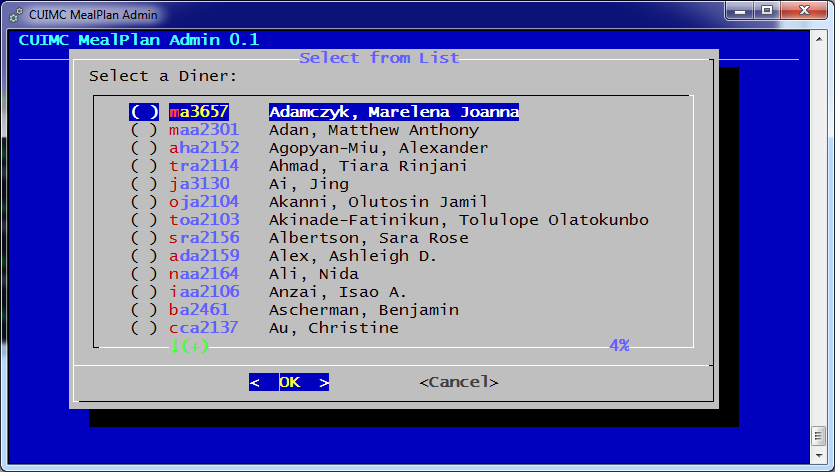 CUIMC MealPlan Admin
CUIMC MealPlan Admin 0.1
Select from List
Select a Diner:
( ) ma3657 Adamczyk, Marelena Joanna
( ) maa2301 Adan, Matthew Anthony
( ) aha2152 Agopyan-Miu, Alexander
( ) tra2114 Ahmad, Tiara Rinjani
( ) ja3130 Ai, Jing
( ) oja2104 Akanni, Olutosin Jamil
( ) toa2103 Akinade-Fatinikun, Tolulope Olatokunbo
( ) sra2156 Albertson, Sara Rose
( ) ada2159 Alex, Ashleigh D.
( ) naa2164 Ali, Nida
( ) iaa2106 Anzai, Isao A.
( ) ba2461 Ascherman, Benjamin
( ) cca2137 Au, Christine
↓(+) 4%
< OK > <Cancel>